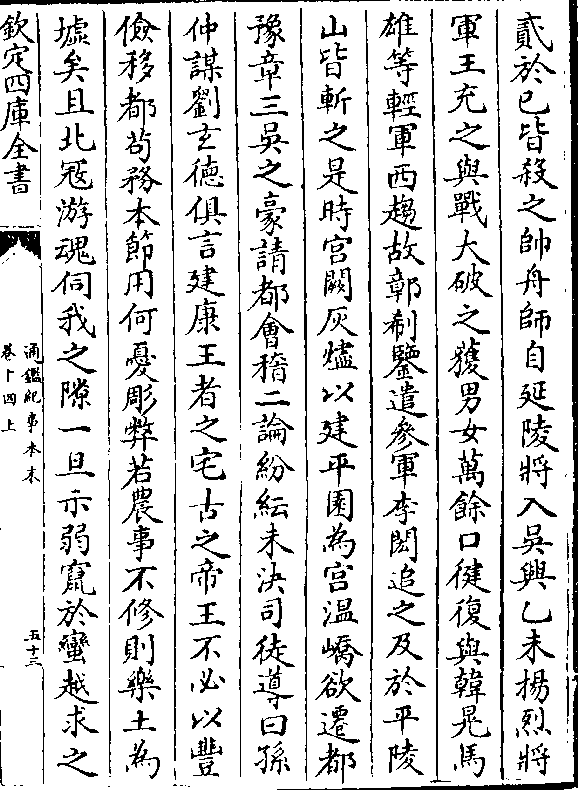 貳於已皆殺之帥舟師自延陵將入吳興乙未揚烈將
軍王充之與戰大破之獲男女萬餘口健復與韓晃馬
雄等輕軍西趨故鄣郗鑒遣參軍李閎追之及於平陵
山皆斬之是時宫闕灰燼以建平園為宫温嶠欲遷都
豫章三吳之豪請都會稽二論紛紜未決司徒導曰孫
仲謀劉玄徳俱言建康王者之宅古之帝王不必以豐
儉移都茍務本節用何憂彫弊若農事不修則樂土為
墟矣且北寇游魂伺我之隙一旦示弱竄於蠻越求之
欽定四庫全書
通鑑紀事本末
卷十四上
五十三